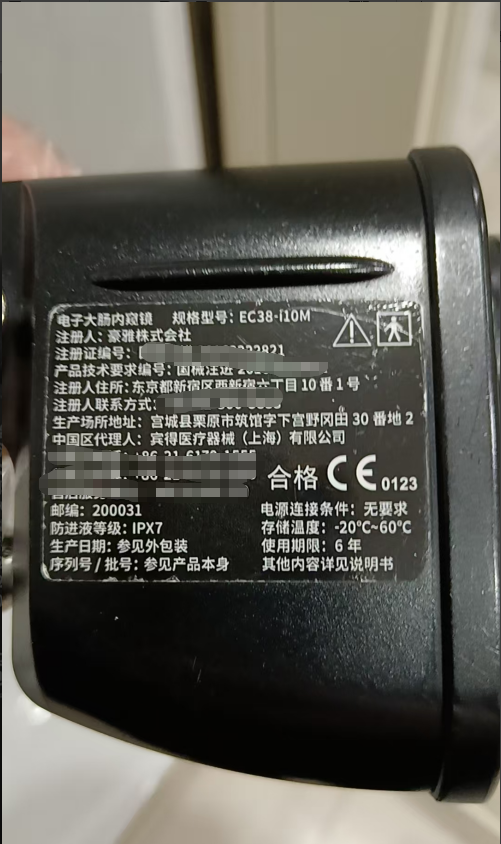 电子大肠内窥镜 规格型号: EC38-i10M
注册人: 豪雅株式会社
注册证编号:
产品技术要求编号: 国械注进
注册人住所: 东京都新宿区西新宿六丁目 10 番 1 号
注册人联系方式:
生产场所地址: 宫城县栗原市筑馆字下宫野冈田 30 番地 2
中国区代理人: 宾得医疗器械（上海）有限公司
合格 CE 0123
邮编: 200031 电源连接条件: 无要求
防进液等级: IPX7 存储温度: -20°C~60°C
生产日期: 参见外包装 使用期限: 6 年
序列号 / 批号: 参见产品本身 其他内容详见说明书